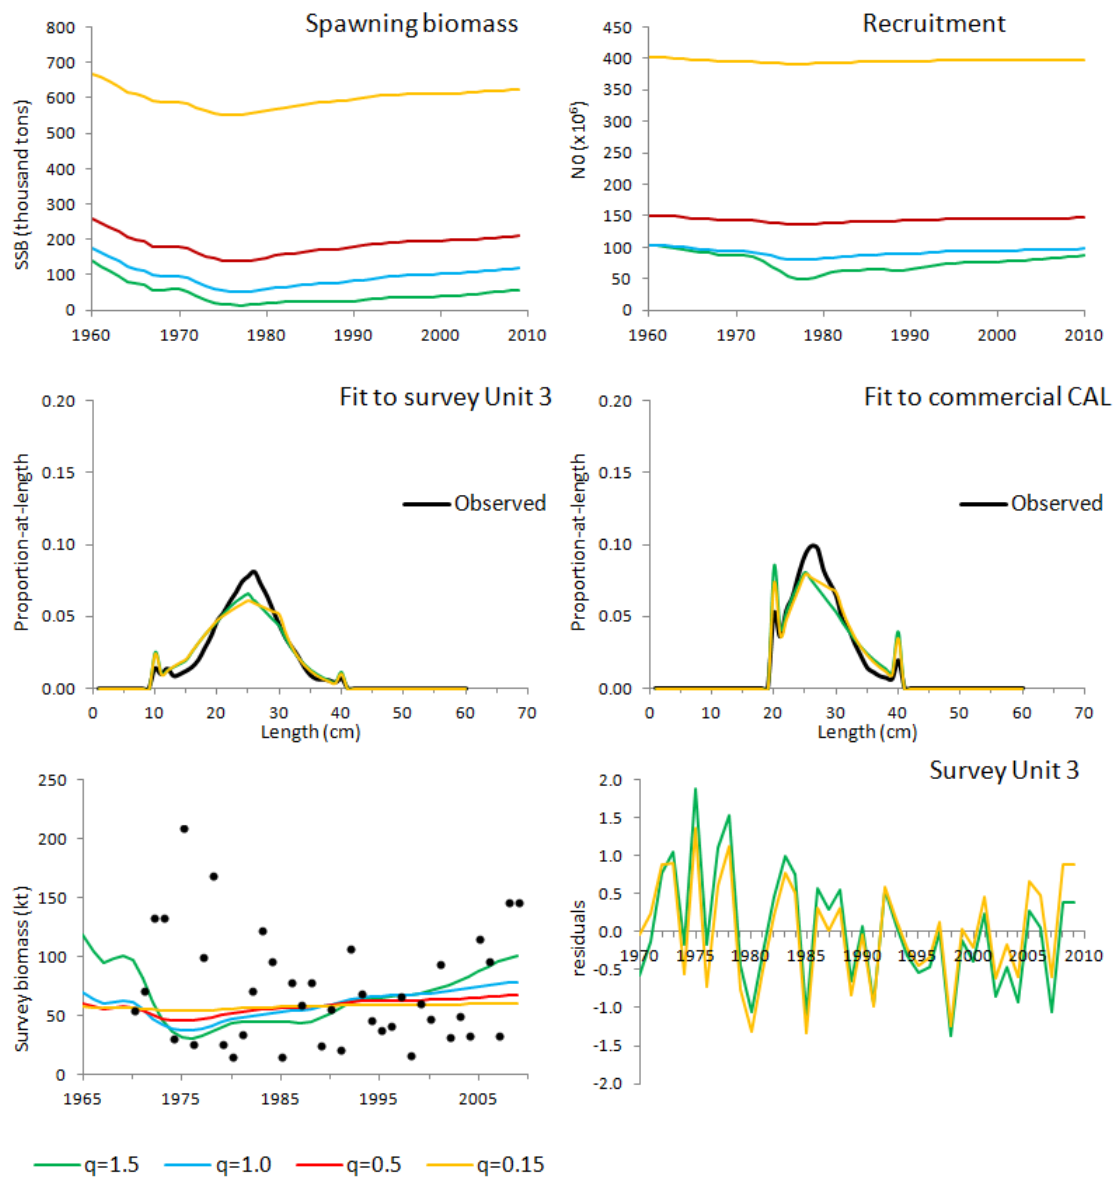 Spawning biomass
SSB (thousand tons)
800
700
600
500
400
300
200
100
0
1960 1970 1980 1990 2000 2010
Recruitment
N0 (x10⁶)
450
400
350
300
250
200
150
100
50
0
1960 1970 1980 1990 2000 2010
Fit to survey Unit 3
Proportion-at-length
0.20
0.15
0.10
0.05
0.00
Observed
0 10 20 30 40 50 60 70
Length (cm)
Fit to commercial CAL
Proportion-at-length
0.20
0.15
0.10
0.05
0.00
Observed
0 10 20 30 40 50 60 70
Length (cm)
Survey biomass (kt)
250
200
150
100
50
0
1965 1975 1985 1995 2005
Survey Unit 3
residuals
2.0
1.5
1.0
0.5
0.0
-0.5
-1.0
-1.5
-2.0
1970 1975 1980 1985 1990 1995 2000 2005 2010
q=1.5 q=1.0 q=0.5 q=0.15